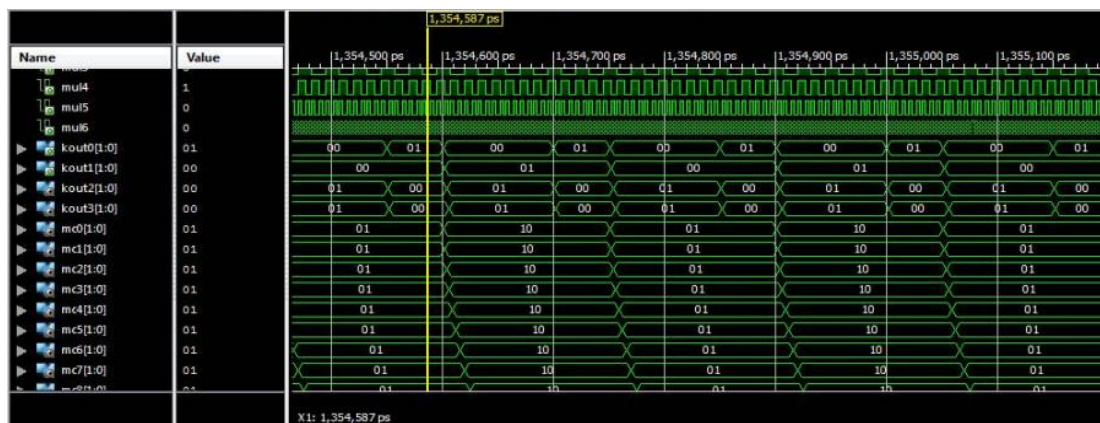 1,354,587 ps
Name Value 1,354,500 ps 1,354,600 ps 1,354,700 ps 1,354,800 ps 1,354,900 ps 1,355,000 ps 1,355,100 ps
mul4 1
mul5 0
mul6 0
kout0[1:0] 01 00 01 00 01 00 01 00 01 00 01
kout1[1:0] 00 00 01 00 01 00
kout2[1:0] 00 01 00 01 00 01 00 01 00 01 00
kout3[1:0] 00 01 00 01 00 01 00 01 00 01 00
mc0[1:0] 01 01 10 01 10 01
mc1[1:0] 01 01 10 01 10 01
mc2[1:0] 01 01 10 01 10 01
mc3[1:0] 01 01 10 01 10 01
mc4[1:0] 01 01 10 01 10 01
mc5[1:0] 01 01 10 01 10 01
mc6[1:0] 01 01 10 01 10 01
mc7[1:0] 01 01 10 01 10 01
X1: 1,354,587 ps